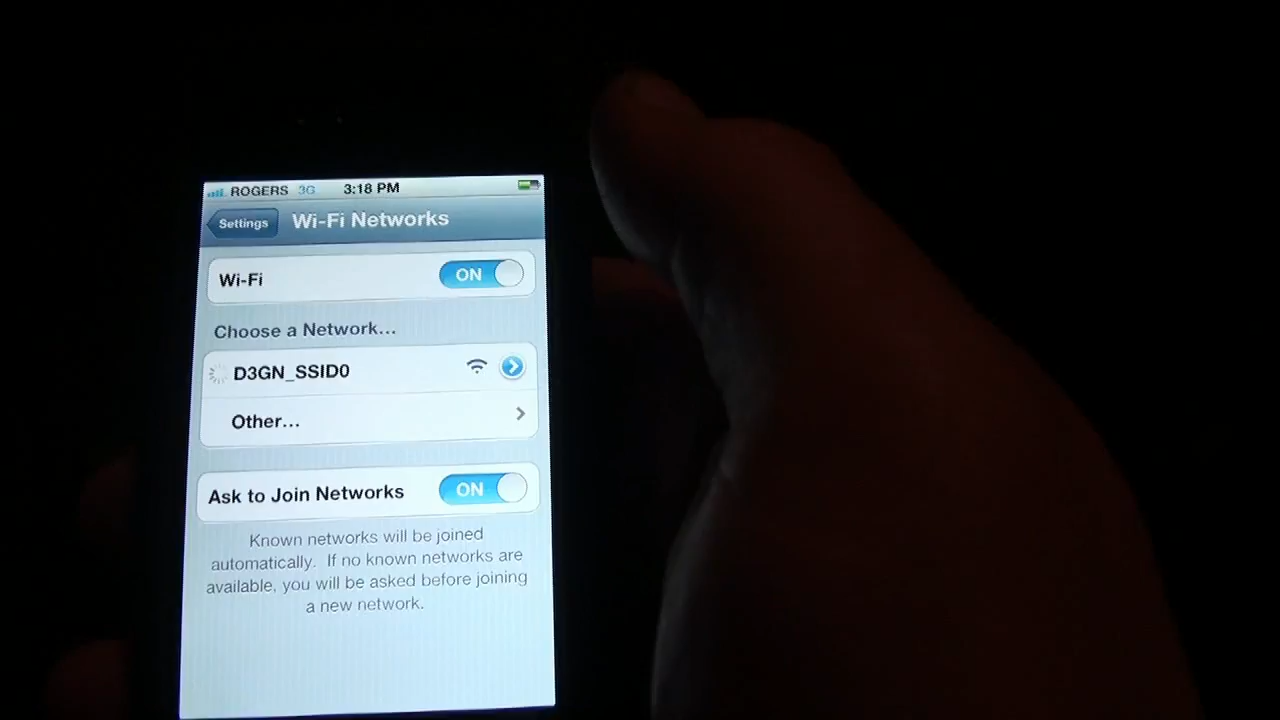 ROGERS 3G 3:18 PM
Settings Wi-Fi Networks
Wi-Fi ON
Choose a Network...
D3GN_SSID0
Other...
Ask to Join Networks ON
Known networks will be joined
automatically. If no known networks are
available, you will be asked before joining
a new network.